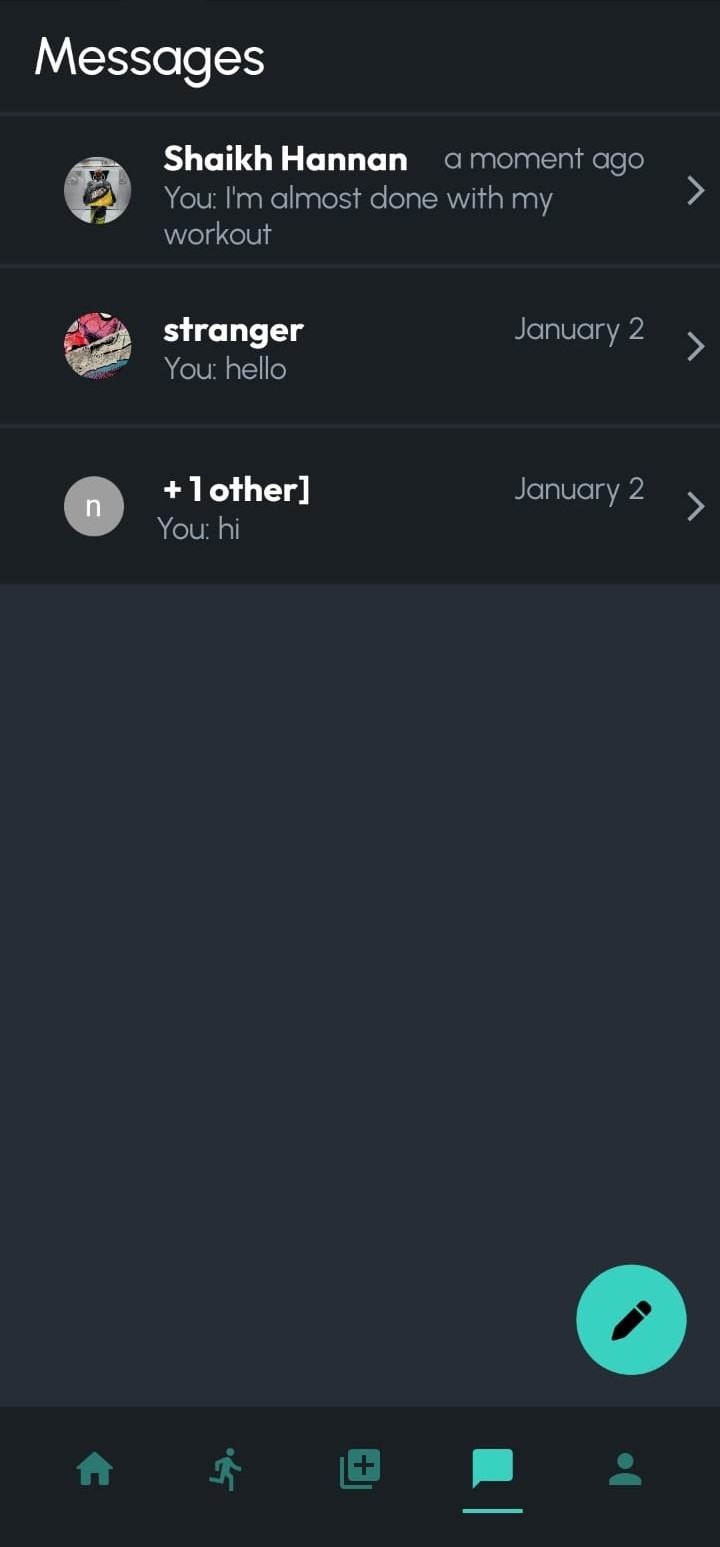 Messages
Shaikh Hannan a moment ago
You: I'm almost done with my
workout
stranger January 2
You: hello
n + 1 other] January 2
You: hi